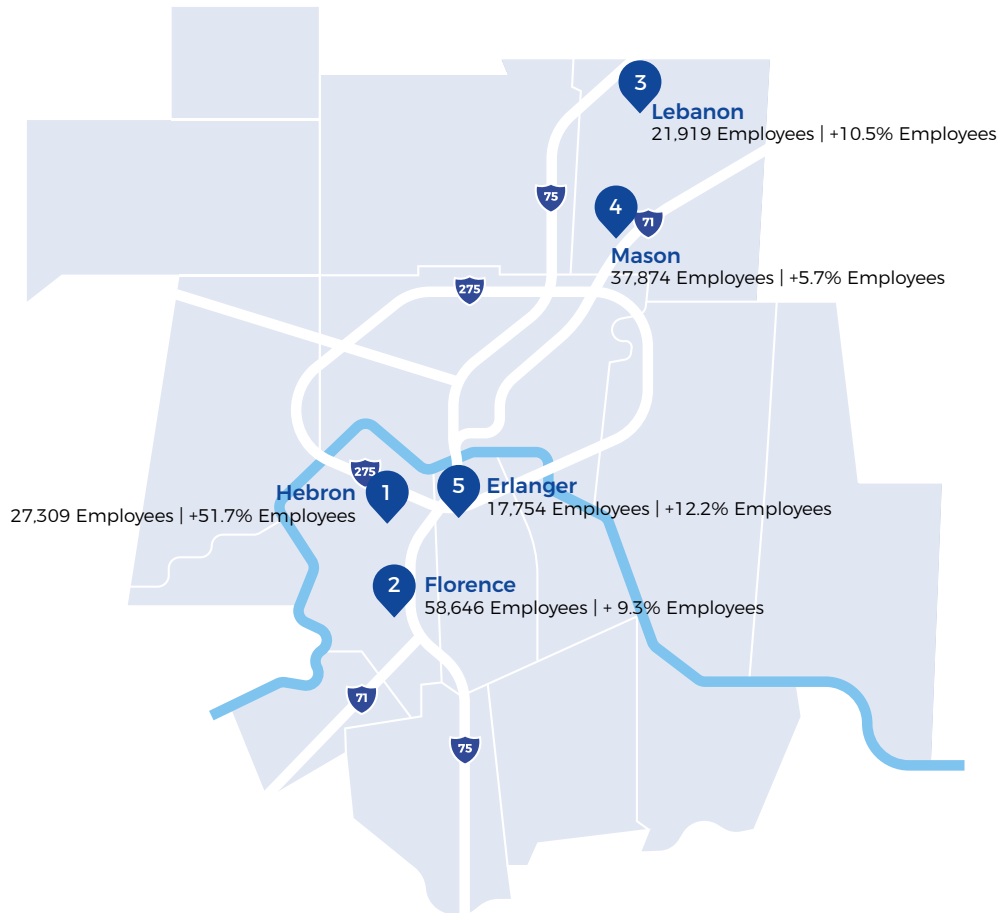 3
Lebanon
21,919 Employees | +10.5% Employees
75
4
71
Mason
37,874 Employees | +5.7% Employees
275
275
Hebron
1
27,309 Employees | +51.7% Employees
5
Erlanger
17,754 Employees | +12.2% Employees
2
Florence
58,646 Employees | + 9.3% Employees
71
75